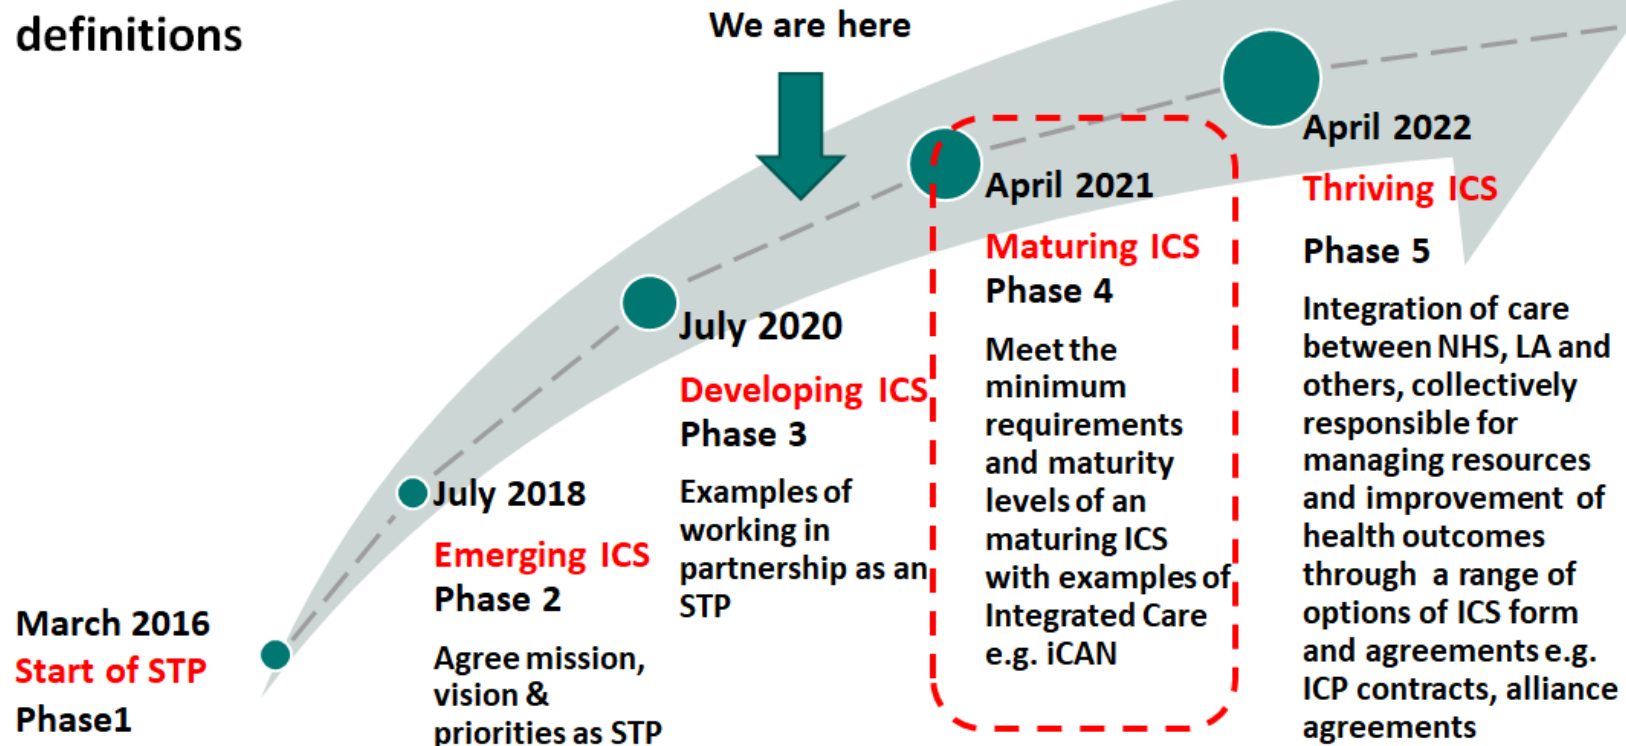 definitions
We are here
March 2016
Start of STP
Phase1
July 2018
Emerging ICS
Phase 2
Agree mission,
vision &
priorities as STP
July 2020
Developing ICS
Phase 3
Examples of
working in
partnership as an
STP
April 2021
Maturing ICS
Phase 4
Meet the
minimum
requirements
and maturity
levels of an
maturing ICS
with examples of
Integrated Care
e.g. iCAN
April 2022
Thriving ICS
Phase 5
Integration of care
between NHS, LA and
others, collectively
responsible for
managing resources
and improvement of
health outcomes
through a range of
options of ICS form
and agreements e.g.
ICP contracts, alliance
agreements